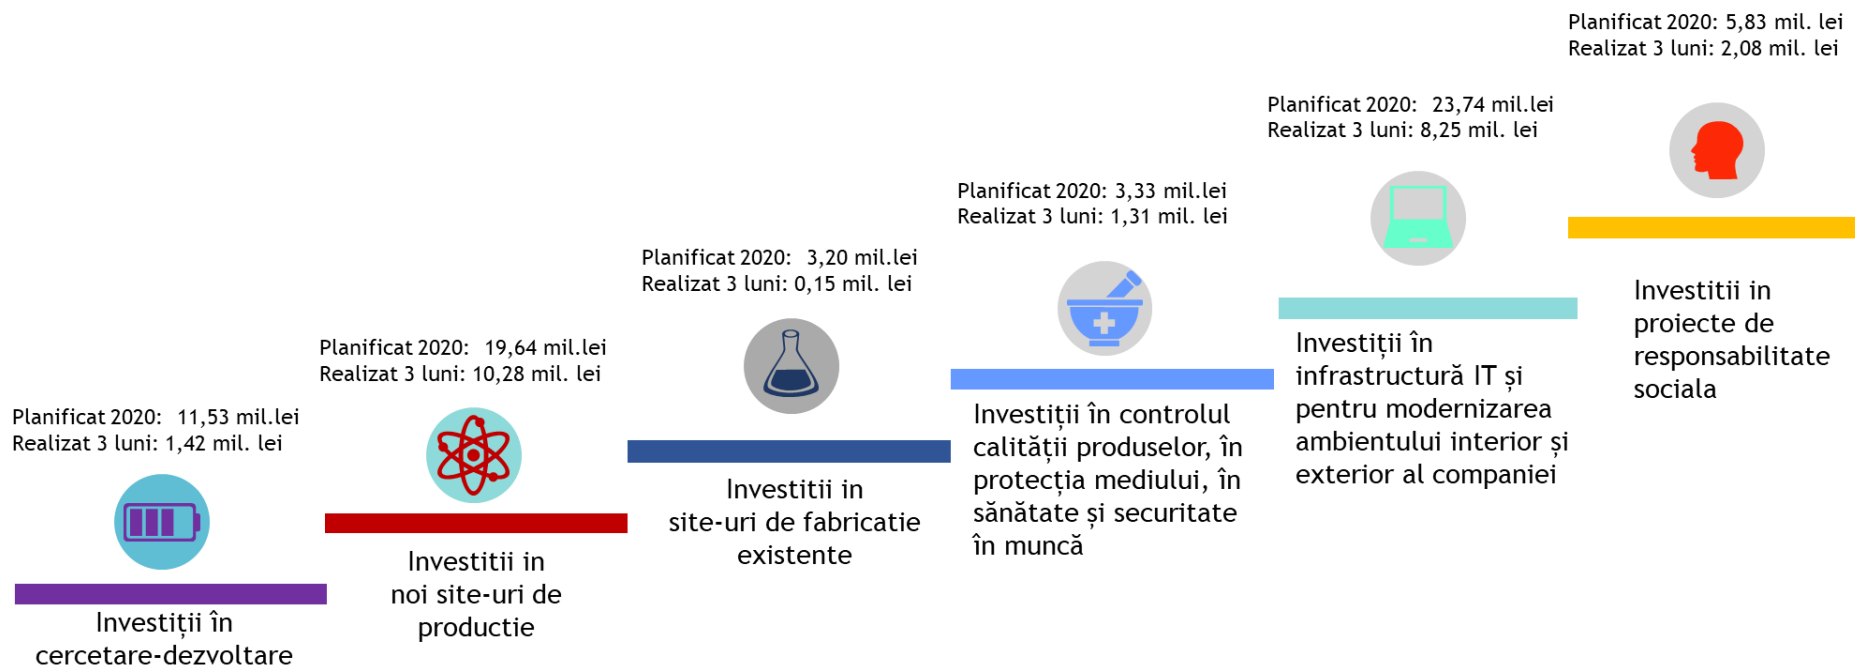 Planificat 2020: 11,53 mil.lei
Realizat 3 luni: 1,42 mil. lei
Investiții în
cercetare-dezvoltare
Planificat 2020: 19,64 mil.lei
Realizat 3 luni: 10,28 mil. lei
Investitii in
noi site-uri de
productie
Planificat 2020: 3,20 mil.lei
Realizat 3 luni: 0,15 mil. lei
Investitii in
site-uri de fabricatie
existente
Planificat 2020: 3,33 mil.lei
Realizat 3 luni: 1,31 mil. lei
Investiții în controlul
calității produselor, în
protecția mediului, în
sănătate și securitate
în muncă
Planificat 2020: 23,74 mil.lei
Realizat 3 luni: 8,25 mil. lei
Investiții în
infrastructură IT și
pentru modernizarea
ambientului interior și
exterior al companiei
Planificat 2020: 5,83 mil. lei
Realizat 3 luni: 2,08 mil. lei
Investitii in
proiecte de
responsabilitate
sociala